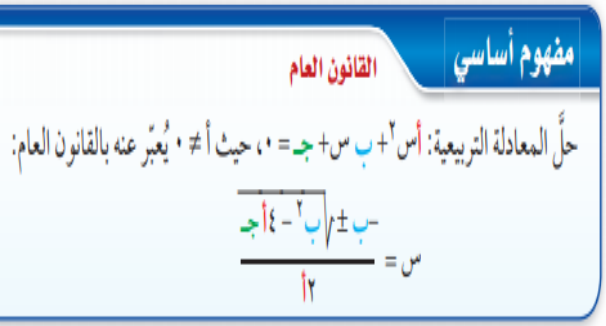 مفهوم أساسي
القانون العام
حلَّ المعادلة التربيعية: أس٢ + ب س + جـ = ٠، حيث أ ≠ ٠ يُعبّر عنه بالقانون العام:
س = (-ب ± √(ب٢ - ٤أجـ)) / ٢أ